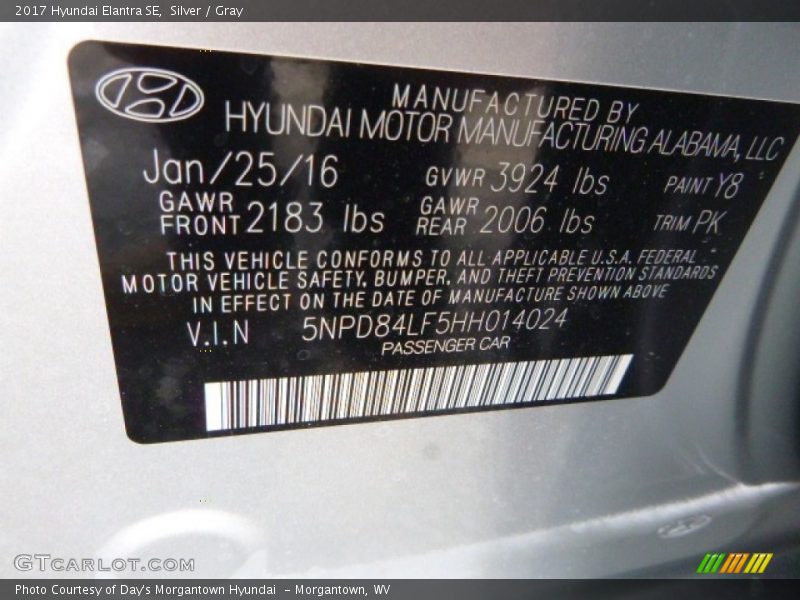 2017 Hyundai Elantra SE,  Silver / Gray
MANUFACTURED BY
HYUNDAI MOTOR MANUFACTURING ALABAMA, LLC
Jan/25/16 GVWR 3924 lbs PAINT Y8
GAWR FRONT 2183 lbs GAWR REAR 2006 lbs TRIM PK
THIS VEHICLE CONFORMS TO ALL APPLICABLE U.S.A. FEDERAL
MOTOR VEHICLE SAFETY, BUMPER, AND THEFT PREVENTION STANDARDS
IN EFFECT ON THE DATE OF MANUFACTURE SHOWN ABOVE
V.I.N 5NPD84LF5HH014024
PASSENGER CAR
GTCARLOT.COM
Photo Courtesy of Day's Morgantown Hyundai  - Morgantown, WV